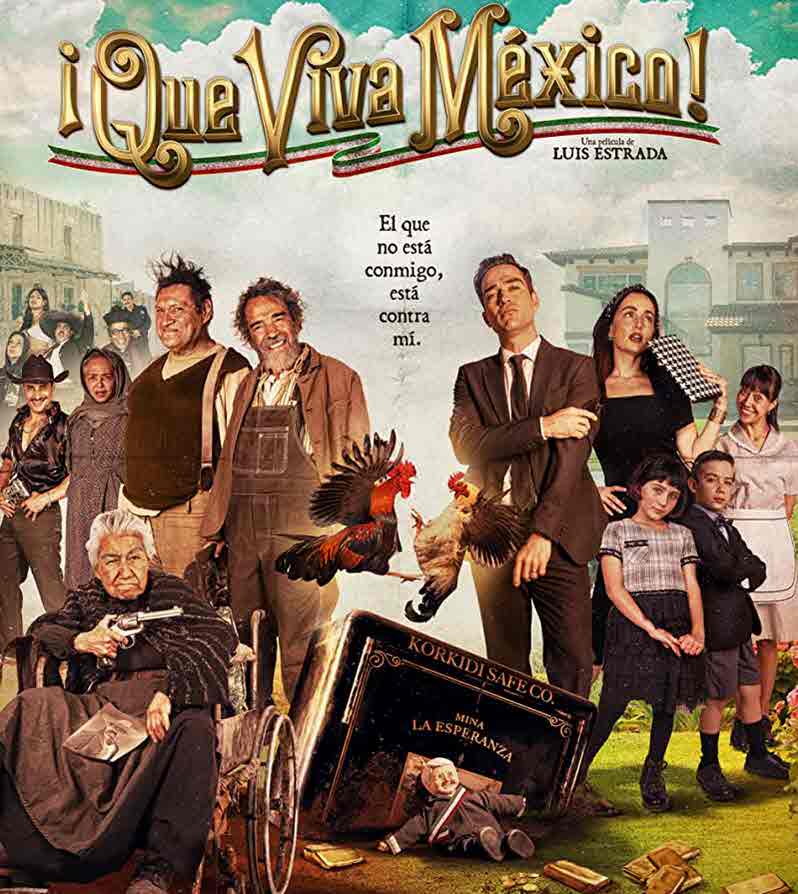 ¡Que Viva México!
Una película de
LUIS ESTRADA
El que
no está
conmigo,
está
contra
mí.
KORKIDI SAFE CO.
MINA
LA ESPERANZA